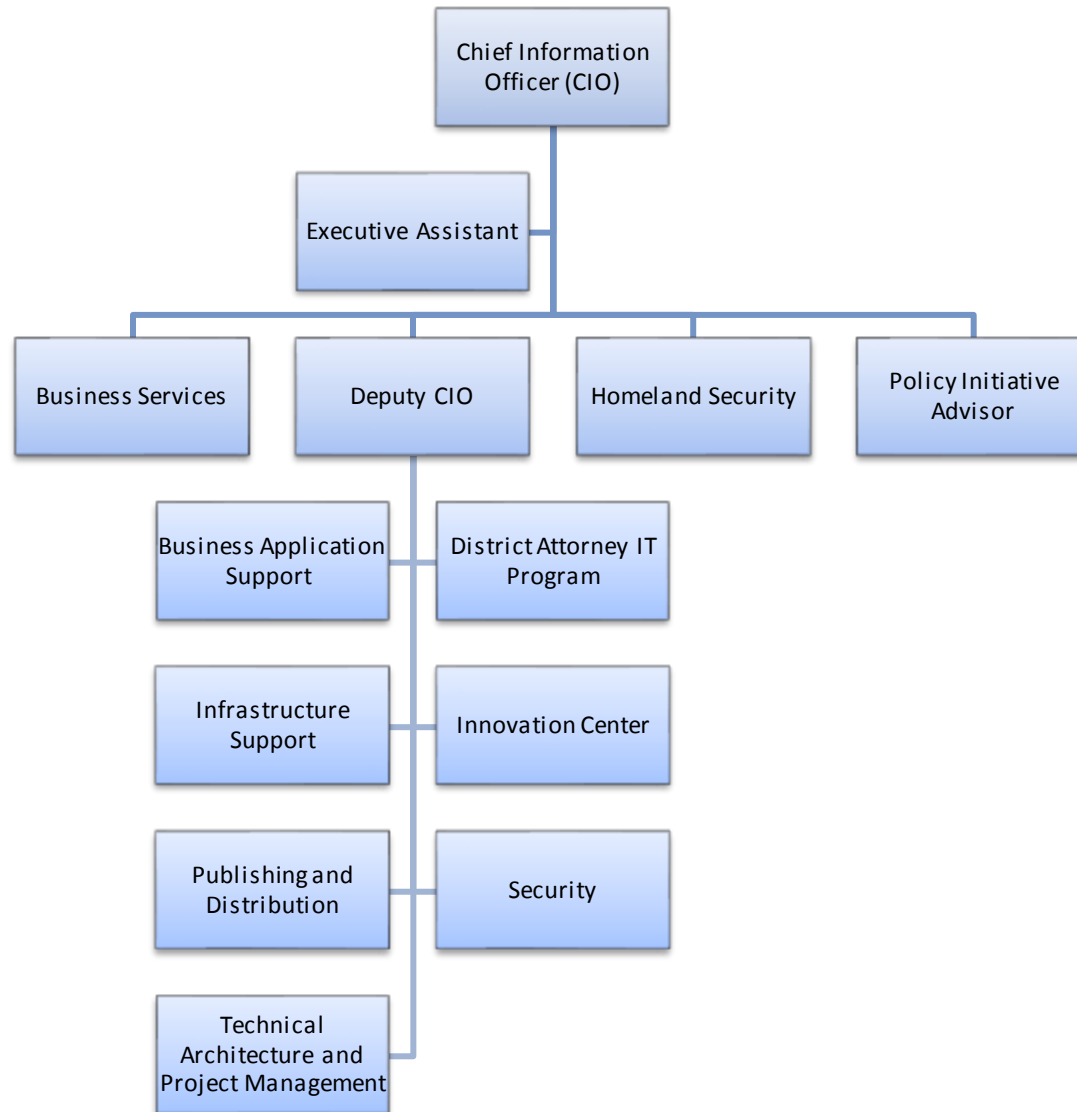 Chief Information
Officer (CIO)
Executive Assistant
Business Services
Deputy CIO
Homeland Security
Policy Initiative
Advisor
Business Application
Support
District Attorney IT
Program
Infrastructure
Support
Innovation Center
Publishing and
Distribution
Security
Technical
Architecture and
Project Management